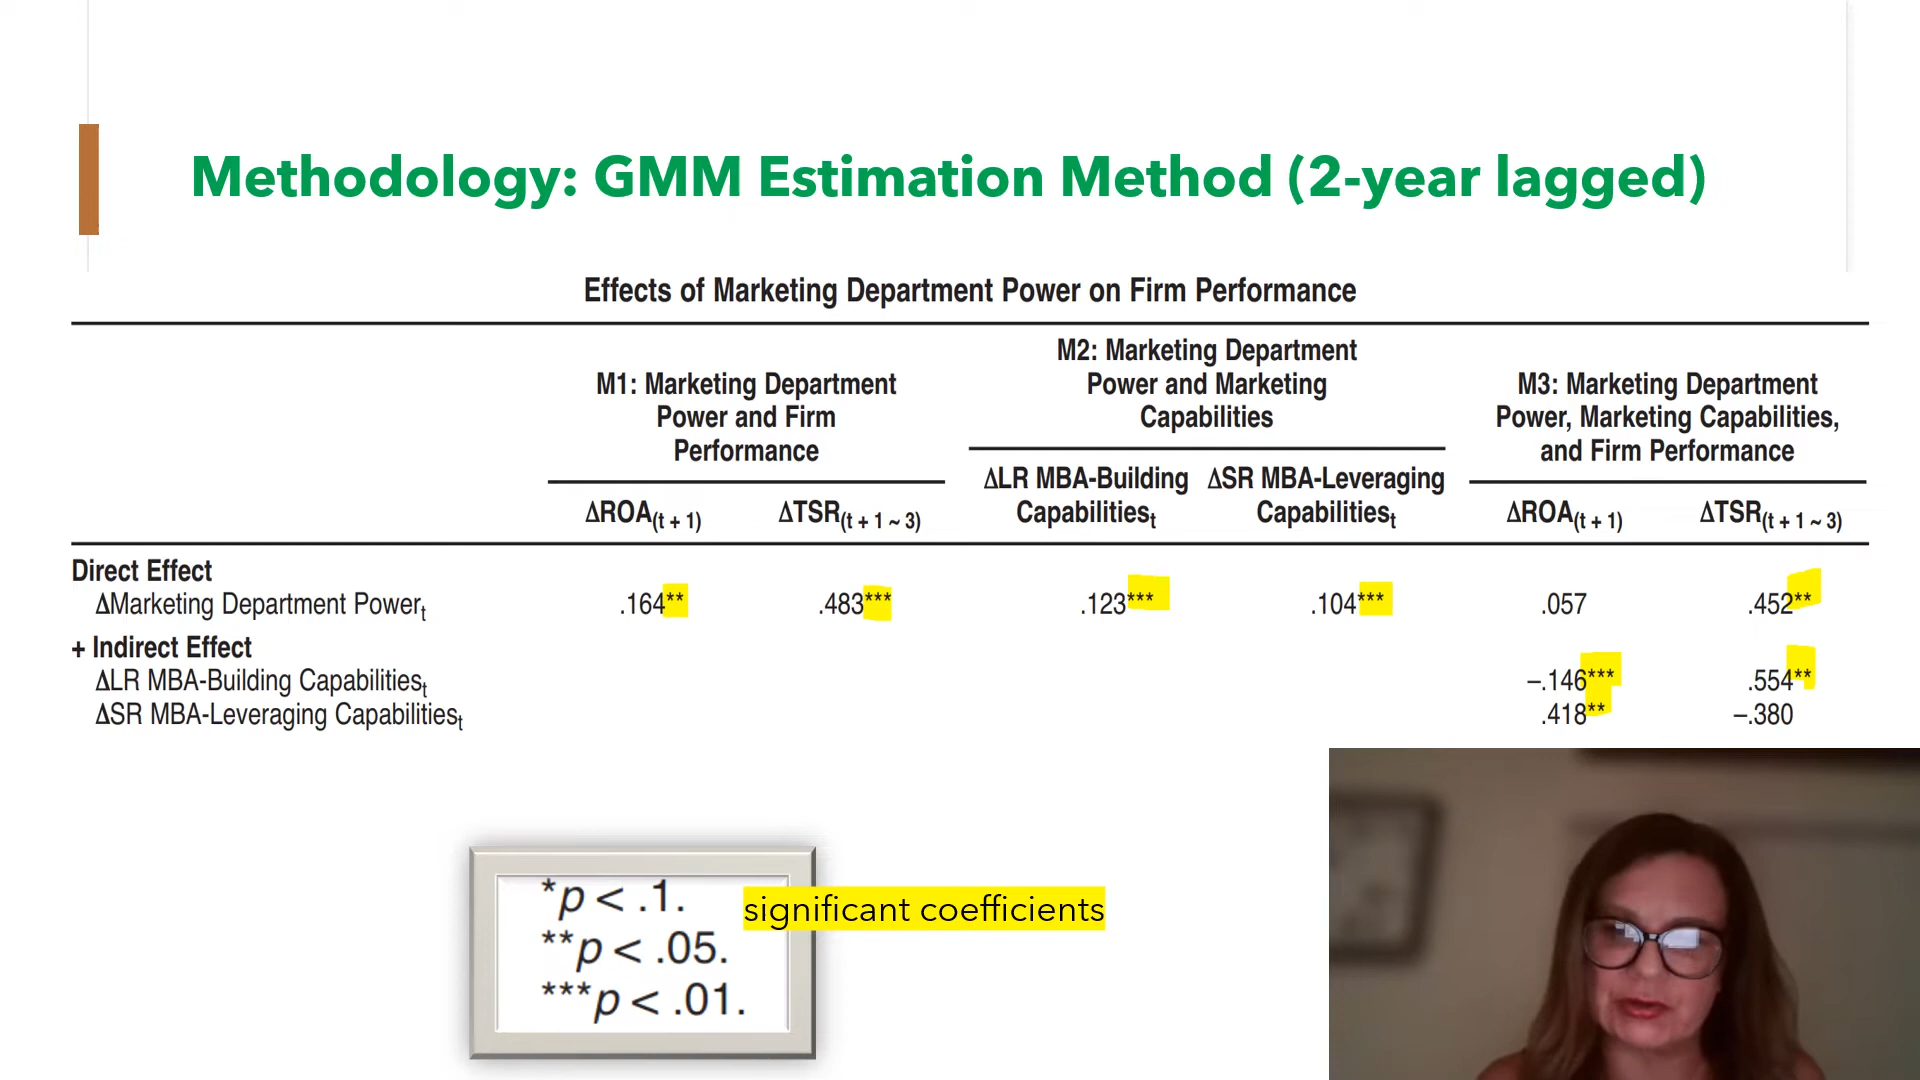 Methodology: GMM Estimation Method (2-year lagged)
Effects of Marketing Department Power on Firm Performance
M1: Marketing Department
Power and Firm
Performance
M2: Marketing Department
Power and Marketing
Capabilities
M3: Marketing Department
Power, Marketing Capabilities,
and Firm Performance
ΔROA(t + 1) ΔTSR(t + 1 ~ 3) ΔLR MBA-Building Capabilitiest ΔSR MBA-Leveraging Capabilitiest ΔROA(t + 1) ΔTSR(t + 1 ~ 3)
Direct Effect
ΔMarketing Department Powert .164** .483*** .123*** .104*** .057 .452**
+ Indirect Effect
ΔLR MBA-Building Capabilitiest –.146*** .554**
ΔSR MBA-Leveraging Capabilitiest .418** –.380
*p < .1.
significant coefficients
**p < .05.
***p < .01.